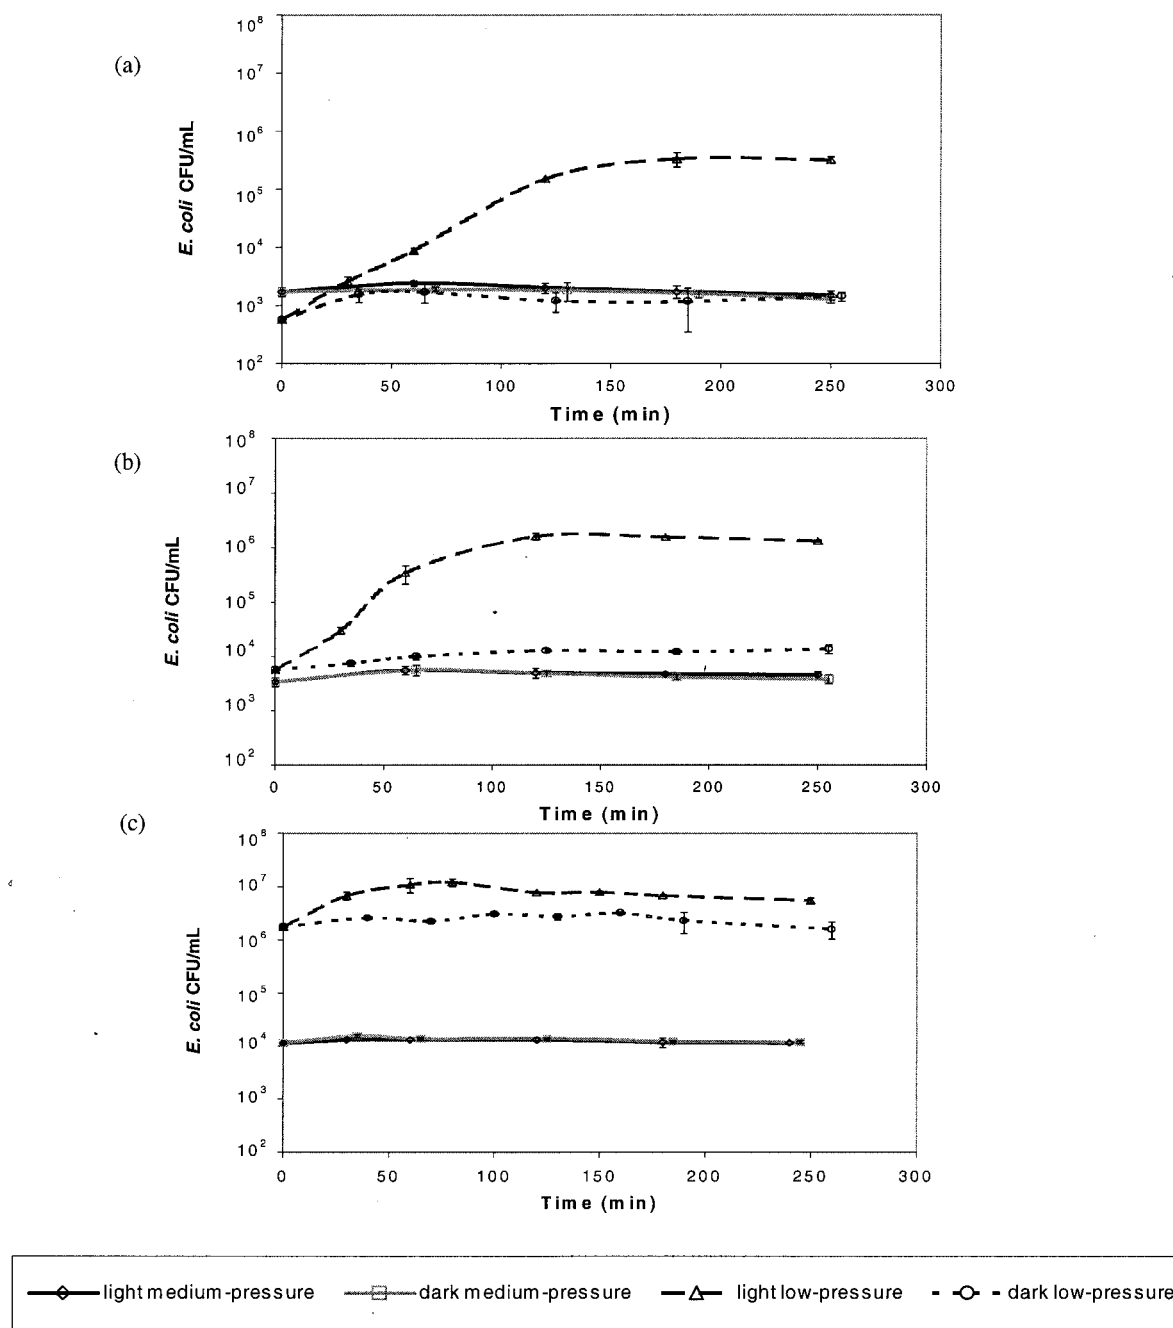 (a)
10^8
10^7
10^6
10^5
10^4
10^3
10^2
E. coli CFU/mL
0 50 100 150 200 250 300
Time (min)
(b)
10^8
10^7
10^6
10^5
10^4
10^3
10^2
E. coli CFU/mL
0 50 100 150 200 250 300
Time (min)
(c)
10^8
10^7
10^6
10^5
10^4
10^3
10^2
E. coli CFU/mL
0 50 100 150 200 250 300
Time (min)
light medium-pressure dark medium-pressure light low-pressure dark low-pressure